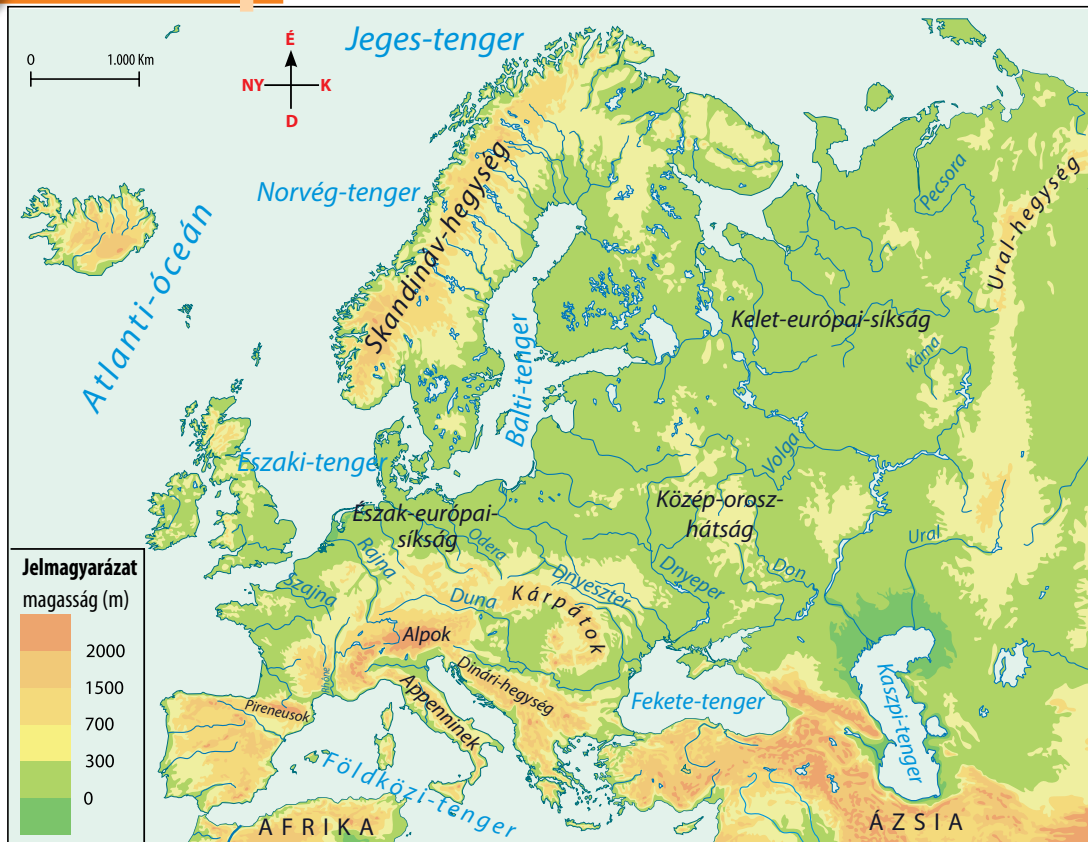 Jeges-tenger
0 1.000 Km
É
NY K
D
Norvég-tenger
Atlanti-óceán
Skandináv-hegység
Pecsora
Ural-hegység
Kelet-európai-síkság
Balti-tenger
Káma
Északi-tenger
Volga
Észak-európai-
síkság
Közép-orosz-
hátság
Odera
Rajna
Ural
Szajna
Duna
Dnyeszter
Dnyeper
Don
Kárpátok
Alpok
Rhône
Dinári-hegység
Appenninek
Pireneusok
Fekete-tenger
Kaszpi-tenger
Földközi-tenger
AFRIKA
ÁZSIA
Jelmagyarázat
magasság (m)
2000
1500
700
300
0